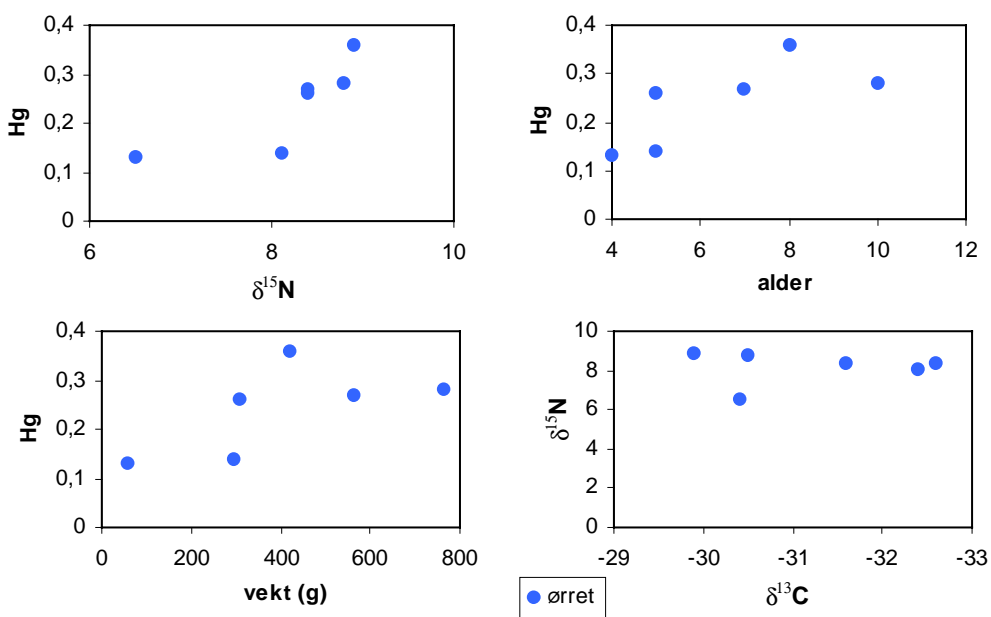 0,4
0,3
0,2
0,1
0
Hg
6 8 10
δ¹⁵N
0,4
0,3
0,2
0,1
0
Hg
4 6 8 10 12
alder
0,4
0,3
0,2
0,1
0
Hg
0 200 400 600 800
vekt (g)
10
8
6
4
2
0
δ¹⁵N
-29 -30 -31 -32 -33
δ¹³C
ørret